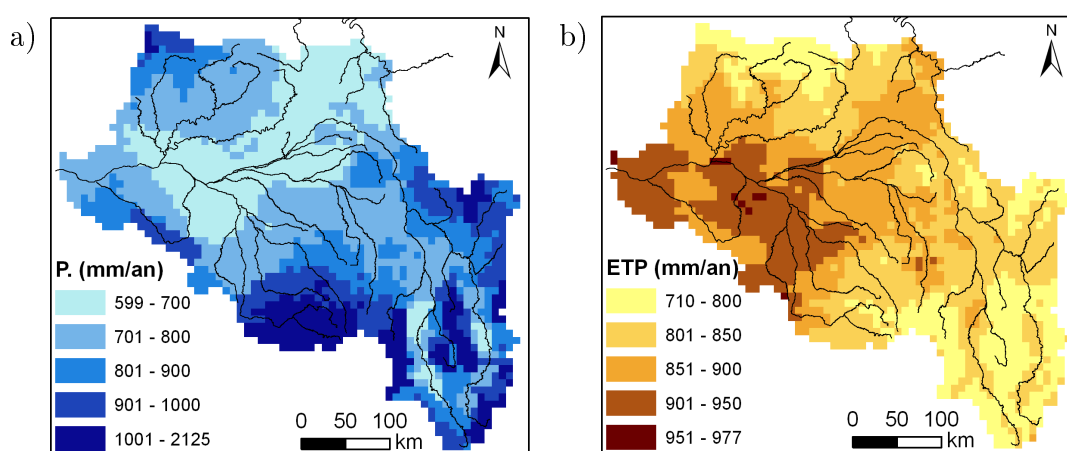 a)
N
P. (mm/an)
599 - 700
701 - 800
801 - 900
901 - 1000
1001 - 2125
0 50 100
km
b)
N
ETP (mm/an)
710 - 800
801 - 850
851 - 900
901 - 950
951 - 977
0 50 100
km